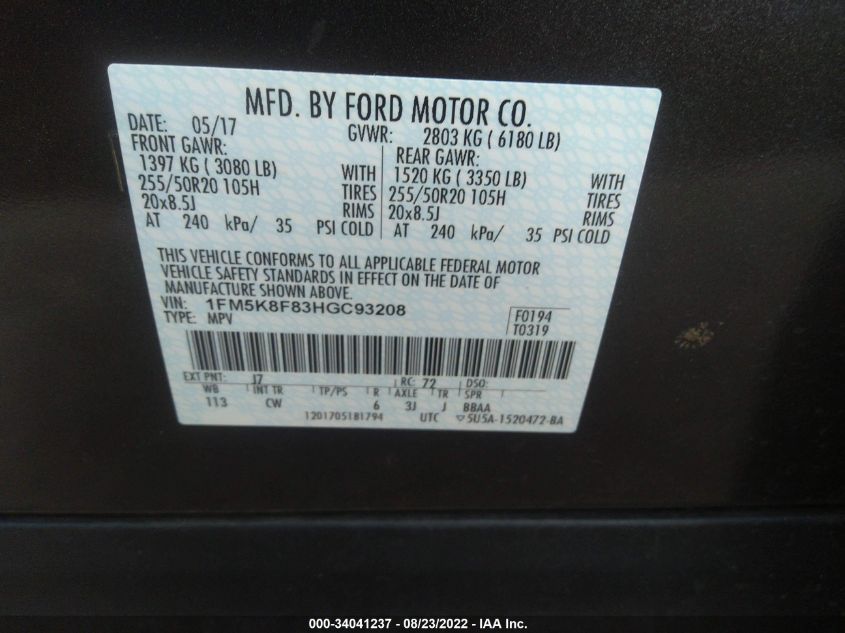 MFD. BY FORD MOTOR CO.
DATE: 05/17 GVWR: 2803 KG ( 6180 LB)
FRONT GAWR: REAR GAWR:
1397 KG ( 3080 LB) WITH 1520 KG ( 3350 LB) WITH
255/50R20 105H TIRES 255/50R20 105H TIRES
20x8.5J RIMS 20x8.5J RIMS
AT 240 kPa/ 35 PSI COLD AT 240 kPa/ 35 PSI COLD
THIS VEHICLE CONFORMS TO ALL APPLICABLE FEDERAL MOTOR
VEHICLE SAFETY STANDARDS IN EFFECT ON THE DATE OF
MANUFACTURE SHOWN ABOVE.
VIN: 1FM5K8F83HGC93208 F0194
TYPE: MPV T0319
EXT PNT: J7 RC: 72 DSO:
WB INT TR TP/PS R AXLE TR SPR
113 CW 6 3J J BBAA
1201705181794 UTC ▽5U5A-1520472-BA
000-34041237 - 08/23/2022 - IAA Inc.